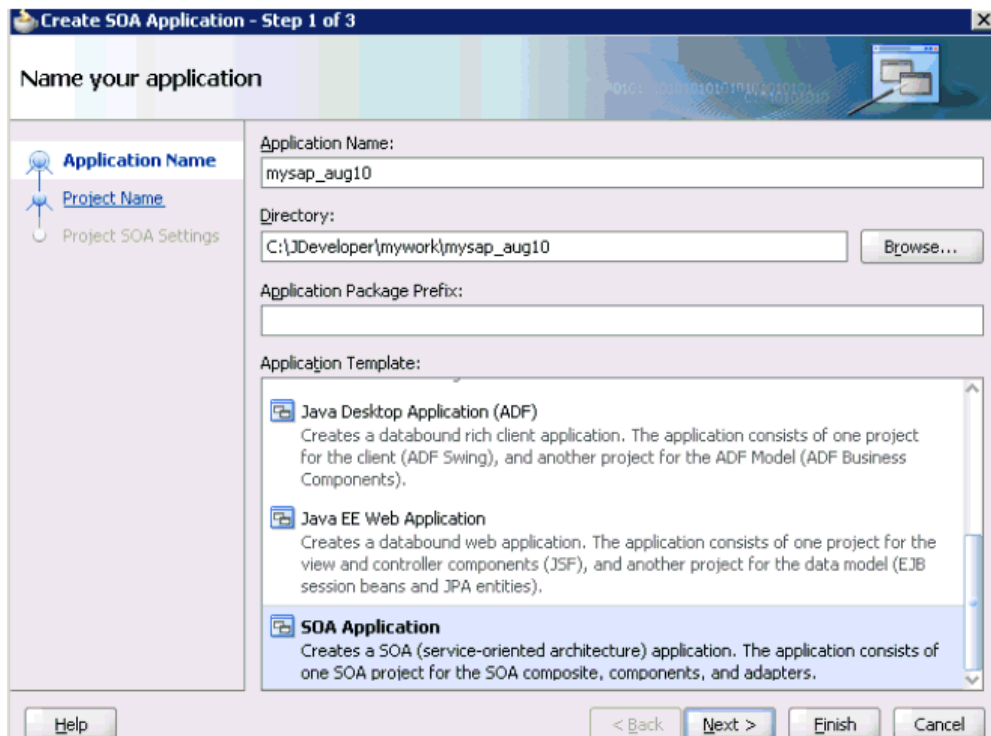 Create SOA Application - Step 1 of 3
Name your application
Application Name
Project Name
Project SOA Settings
Application Name:
mysap_aug10
Directory:
C:\JDeveloper\mywork\mysap_aug10
Browse...
Application Package Prefix:
Application Template:
Java Desktop Application (ADF)
Creates a databound rich client application. The application consists of one project
for the client (ADF Swing), and another project for the ADF Model (ADF Business
Components).
Java EE Web Application
Creates a databound web application. The application consists of one project for the
view and controller components (JSF), and another project for the data model (EJB
session beans and JPA entities).
SOA Application
Creates a SOA (service-oriented architecture) application. The application consists of
one SOA project for the SOA composite, components, and adapters.
Help
< Back
Next >
Finish
Cancel